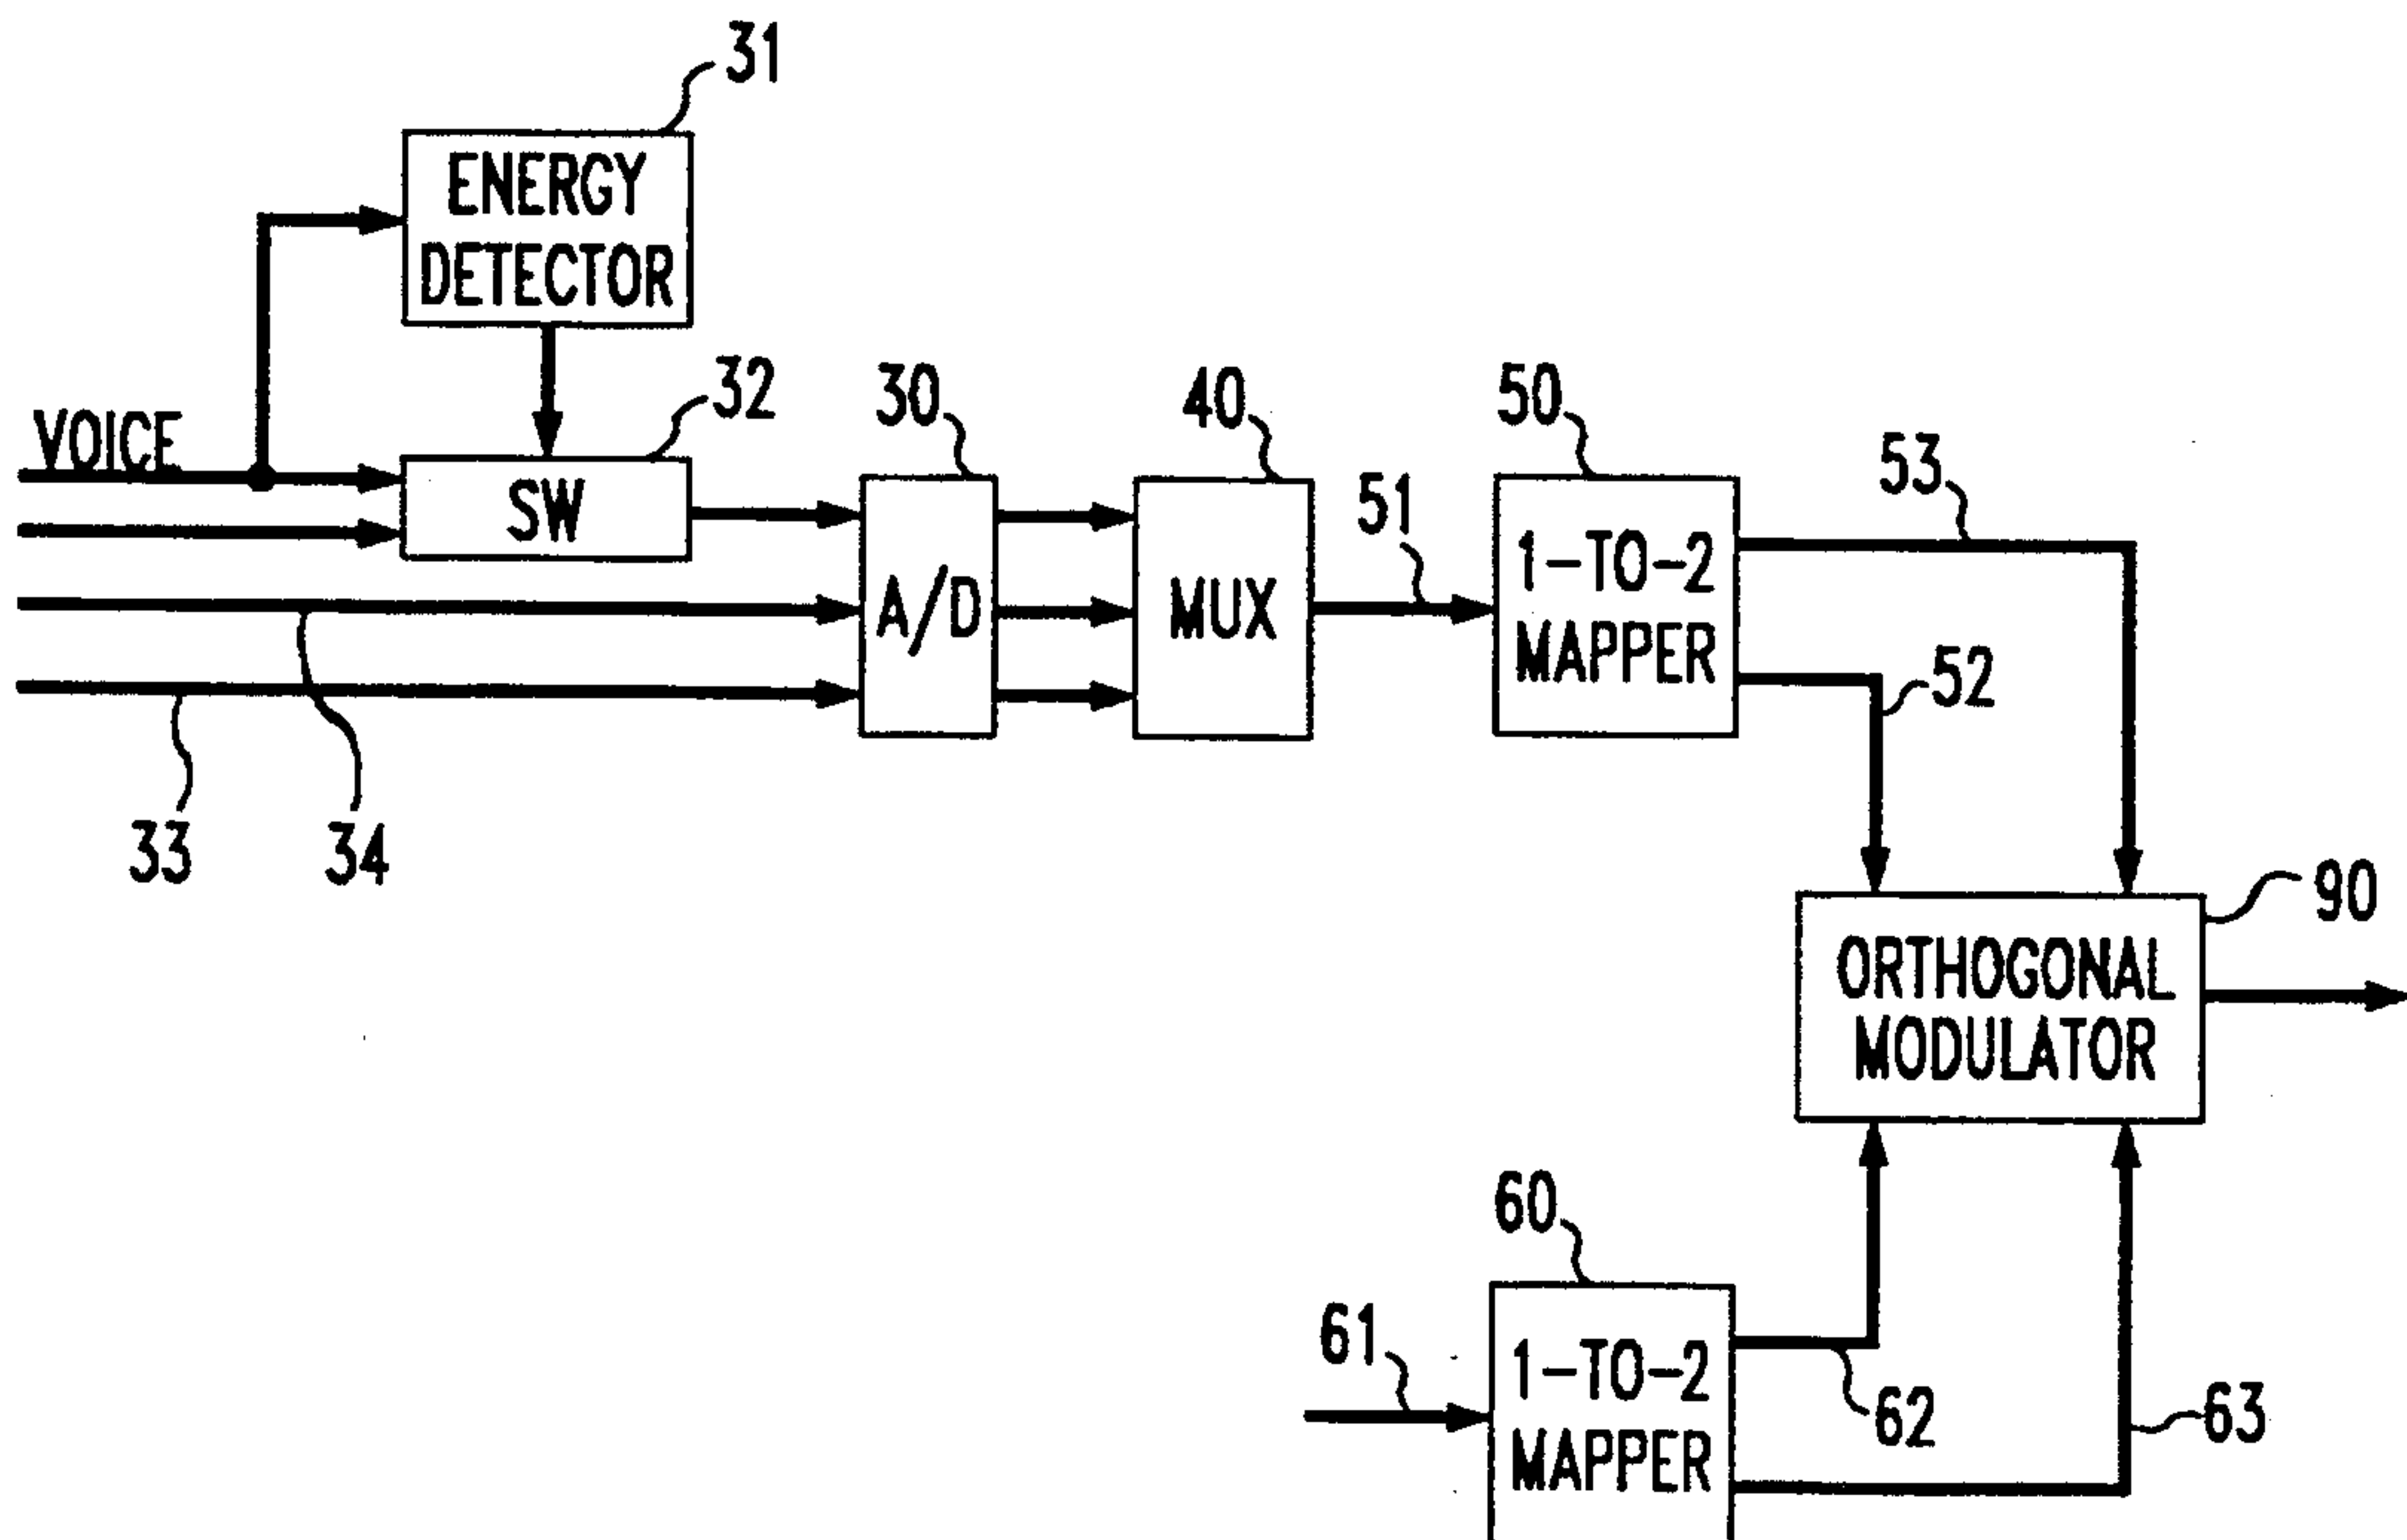 31
ENERGY
DETECTOR
32
30
40
50
53
VOICE
SW
51
A/D
MUX
1-TO-2
MAPPER
52
33
34
90
ORTHOGONAL
MODULATOR
60
61
1-TO-2
MAPPER
62
63